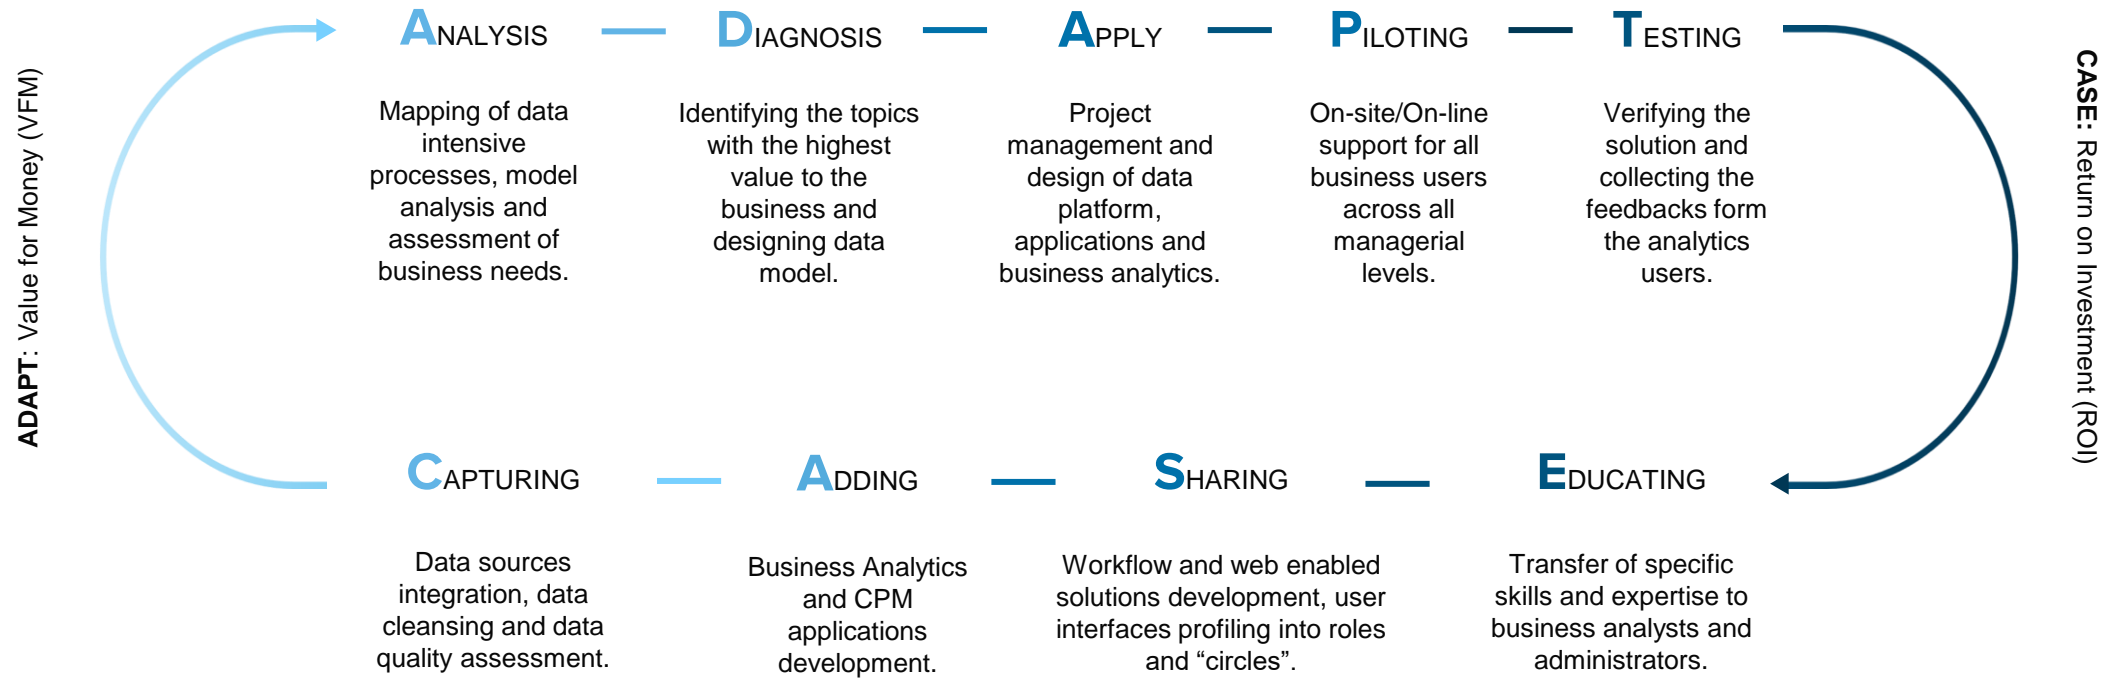 ADAPT: Value for Money (VFM)
ANALYSIS
Mapping of data
intensive
processes, model
analysis and
assessment of
business needs.
DIAGNOSIS
Identifying the topics
with the highest
value to the
business and
designing data
model.
APPLY
Project
management and
design of data
platform,
applications and
business analytics.
PILOTING
On-site/On-line
support for all
business users
across all
managerial
levels.
TESTING
Verifying the
solution and
collecting the
feedbacks form
the analytics
users.
CASE: Return on Investment (ROI)
CAPTURING
Data sources
integration, data
cleansing and data
quality assessment.
ADDING
Business Analytics
and CPM
applications
development.
SHARING
Workflow and web enabled
solutions development, user
interfaces profiling into roles
and “circles”.
EDUCATING
Transfer of specific
skills and expertise to
business analysts and
administrators.